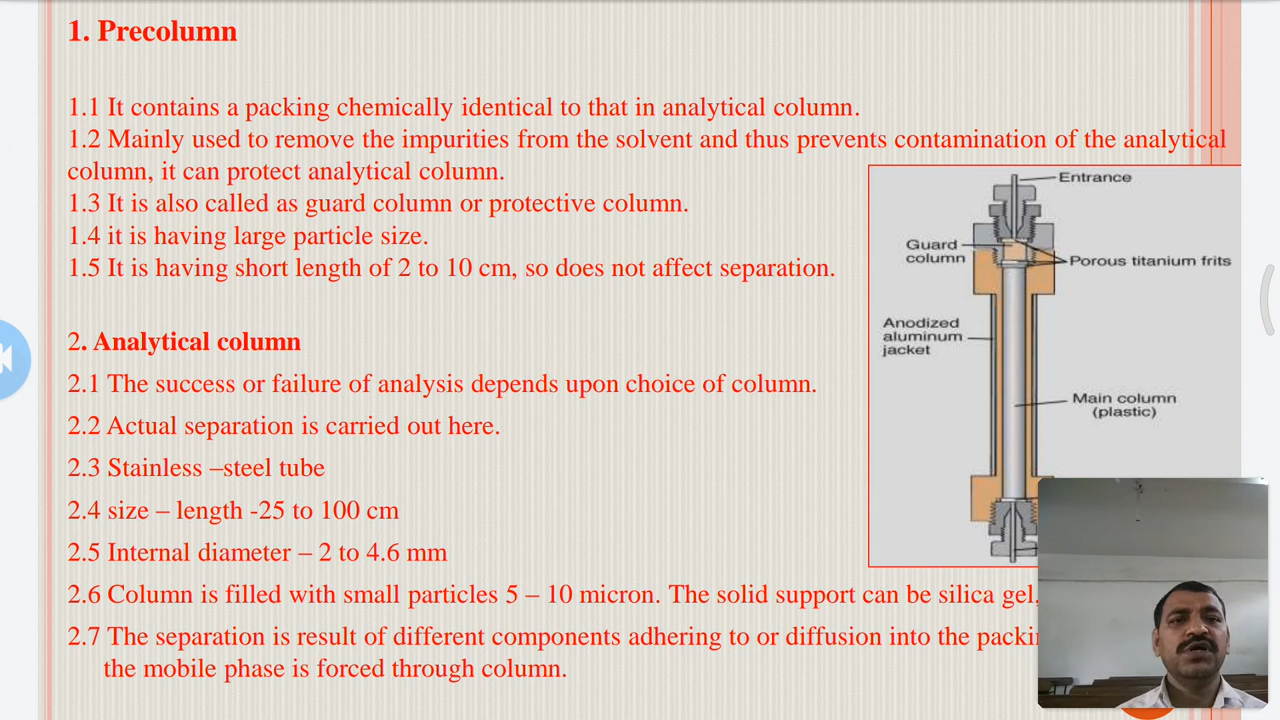 1. Precolumn
1.1 It contains a packing chemically identical to that in analytical column.
1.2 Mainly used to remove the impurities from the solvent and thus prevents contamination of the analytical
column, it can protect analytical column.
1.3 It is also called as guard column or protective column.
1.4 it is having large particle size.
1.5 It is having short length of 2 to 10 cm, so does not affect separation.
Entrance
Guard
column
Porous titanium frits
Anodized
aluminum
jacket
Main column
(plastic)
2. Analytical column
2.1 The success or failure of analysis depends upon choice of column.
2.2 Actual separation is carried out here.
2.3 Stainless –steel tube
2.4 size – length -25 to 100 cm
2.5 Internal diameter – 2 to 4.6 mm
2.6 Column is filled with small particles 5 – 10 micron. The solid support can be silica gel,
2.7 The separation is result of different components adhering to or diffusion into the
the mobile phase is forced through column.